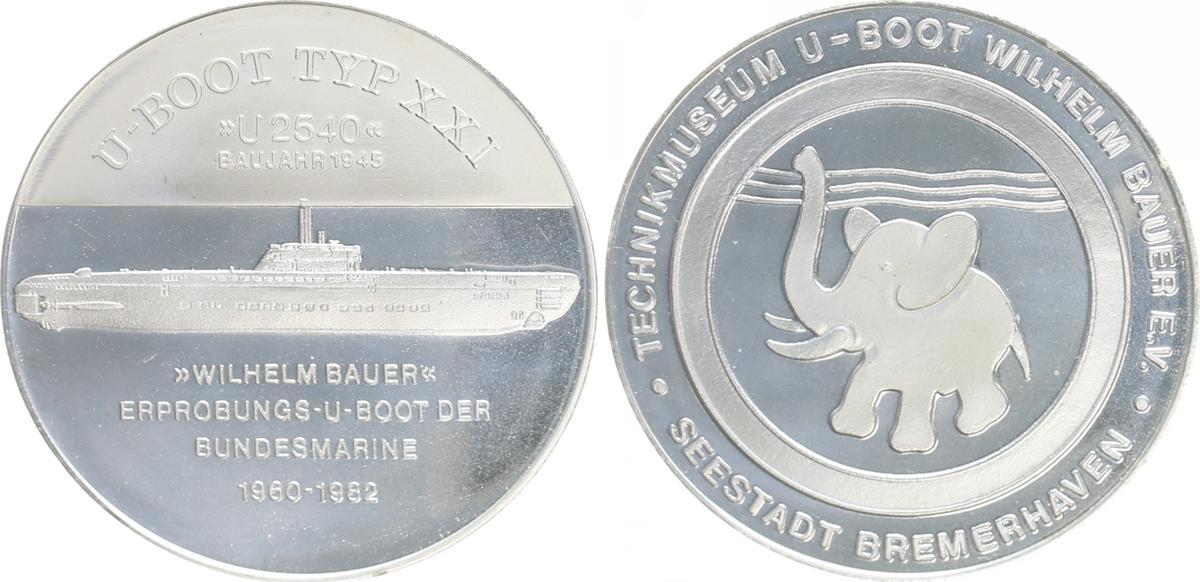 U-BOOT TYP XXI
»U 2540«
BAUJAHR 1945
»WILHELM BAUER«
ERPROBUNGS-U-BOOT DER
BUNDESMARINE
1960-1982
• TECHNIKMUSEUM U-BOOT WILHELM BAUER E.V. •
SEESTADT BREMERHAVEN